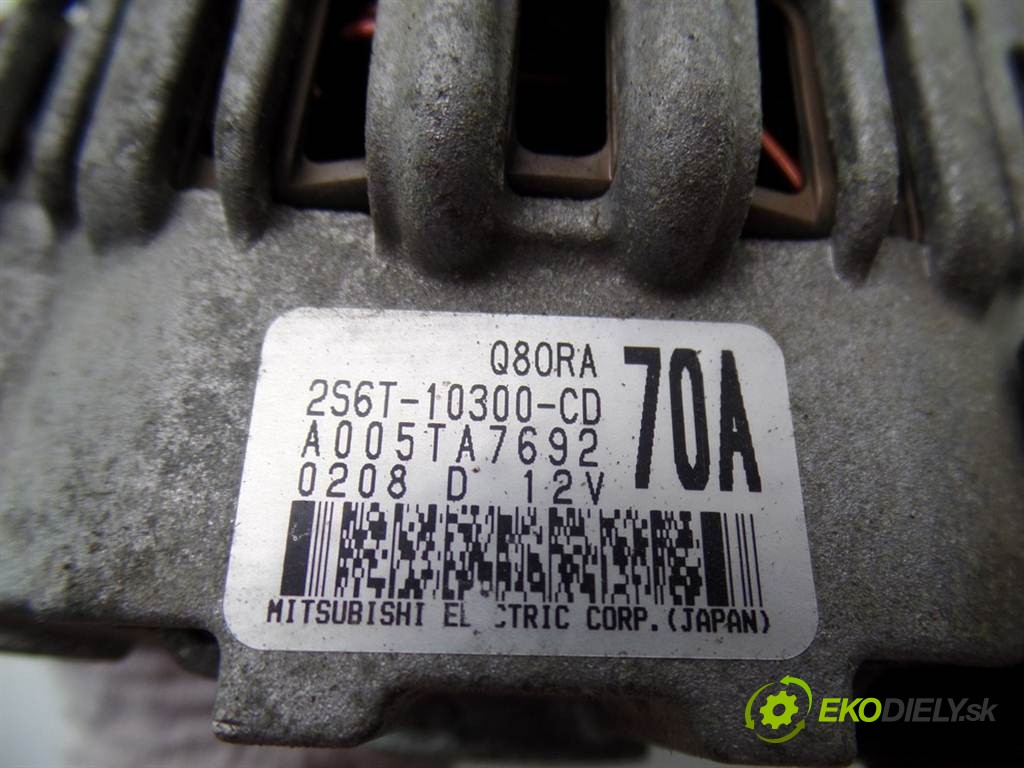 Q80RA
70A
2S6T-10300-CD
A005TA7692
0208 D 12V
MITSUBISHI EL CTRIC CORP.(JAPAN)
EKODIELY.sk